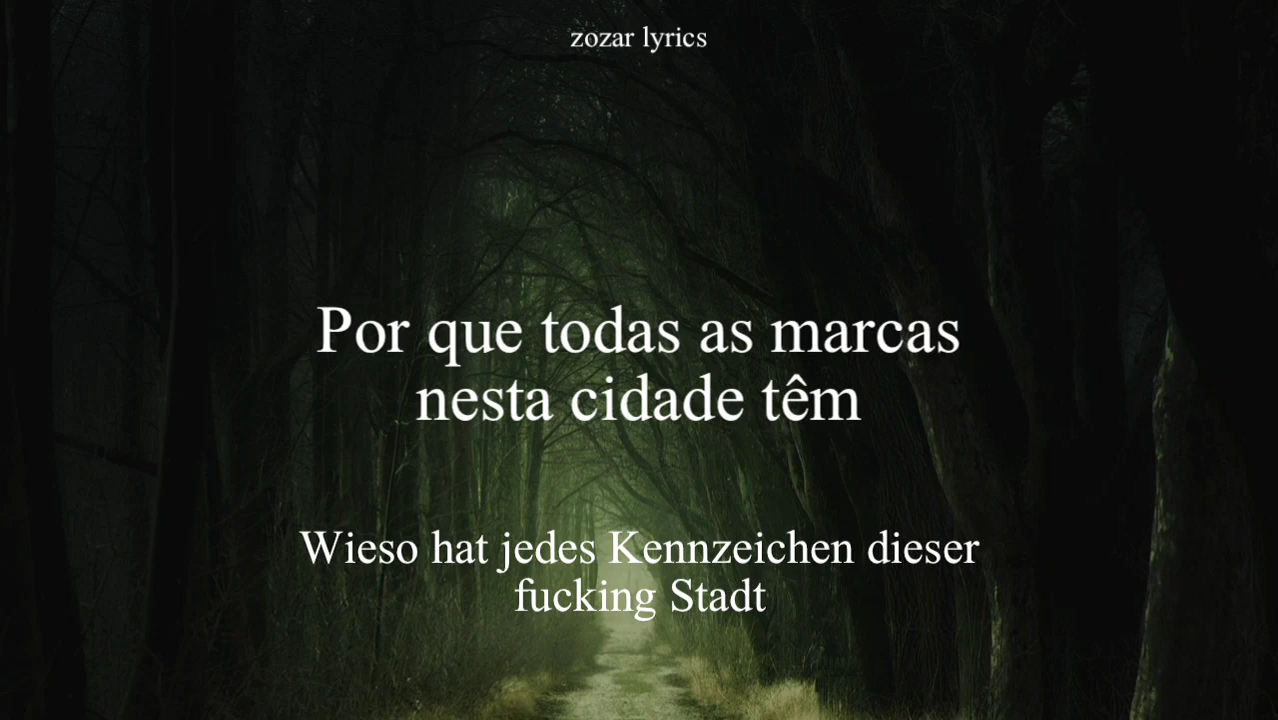 zozar lyrics
Por que todas as marcas
nesta cidade têm
Wieso hat jedes Kennzeichen dieser
fucking Stadt